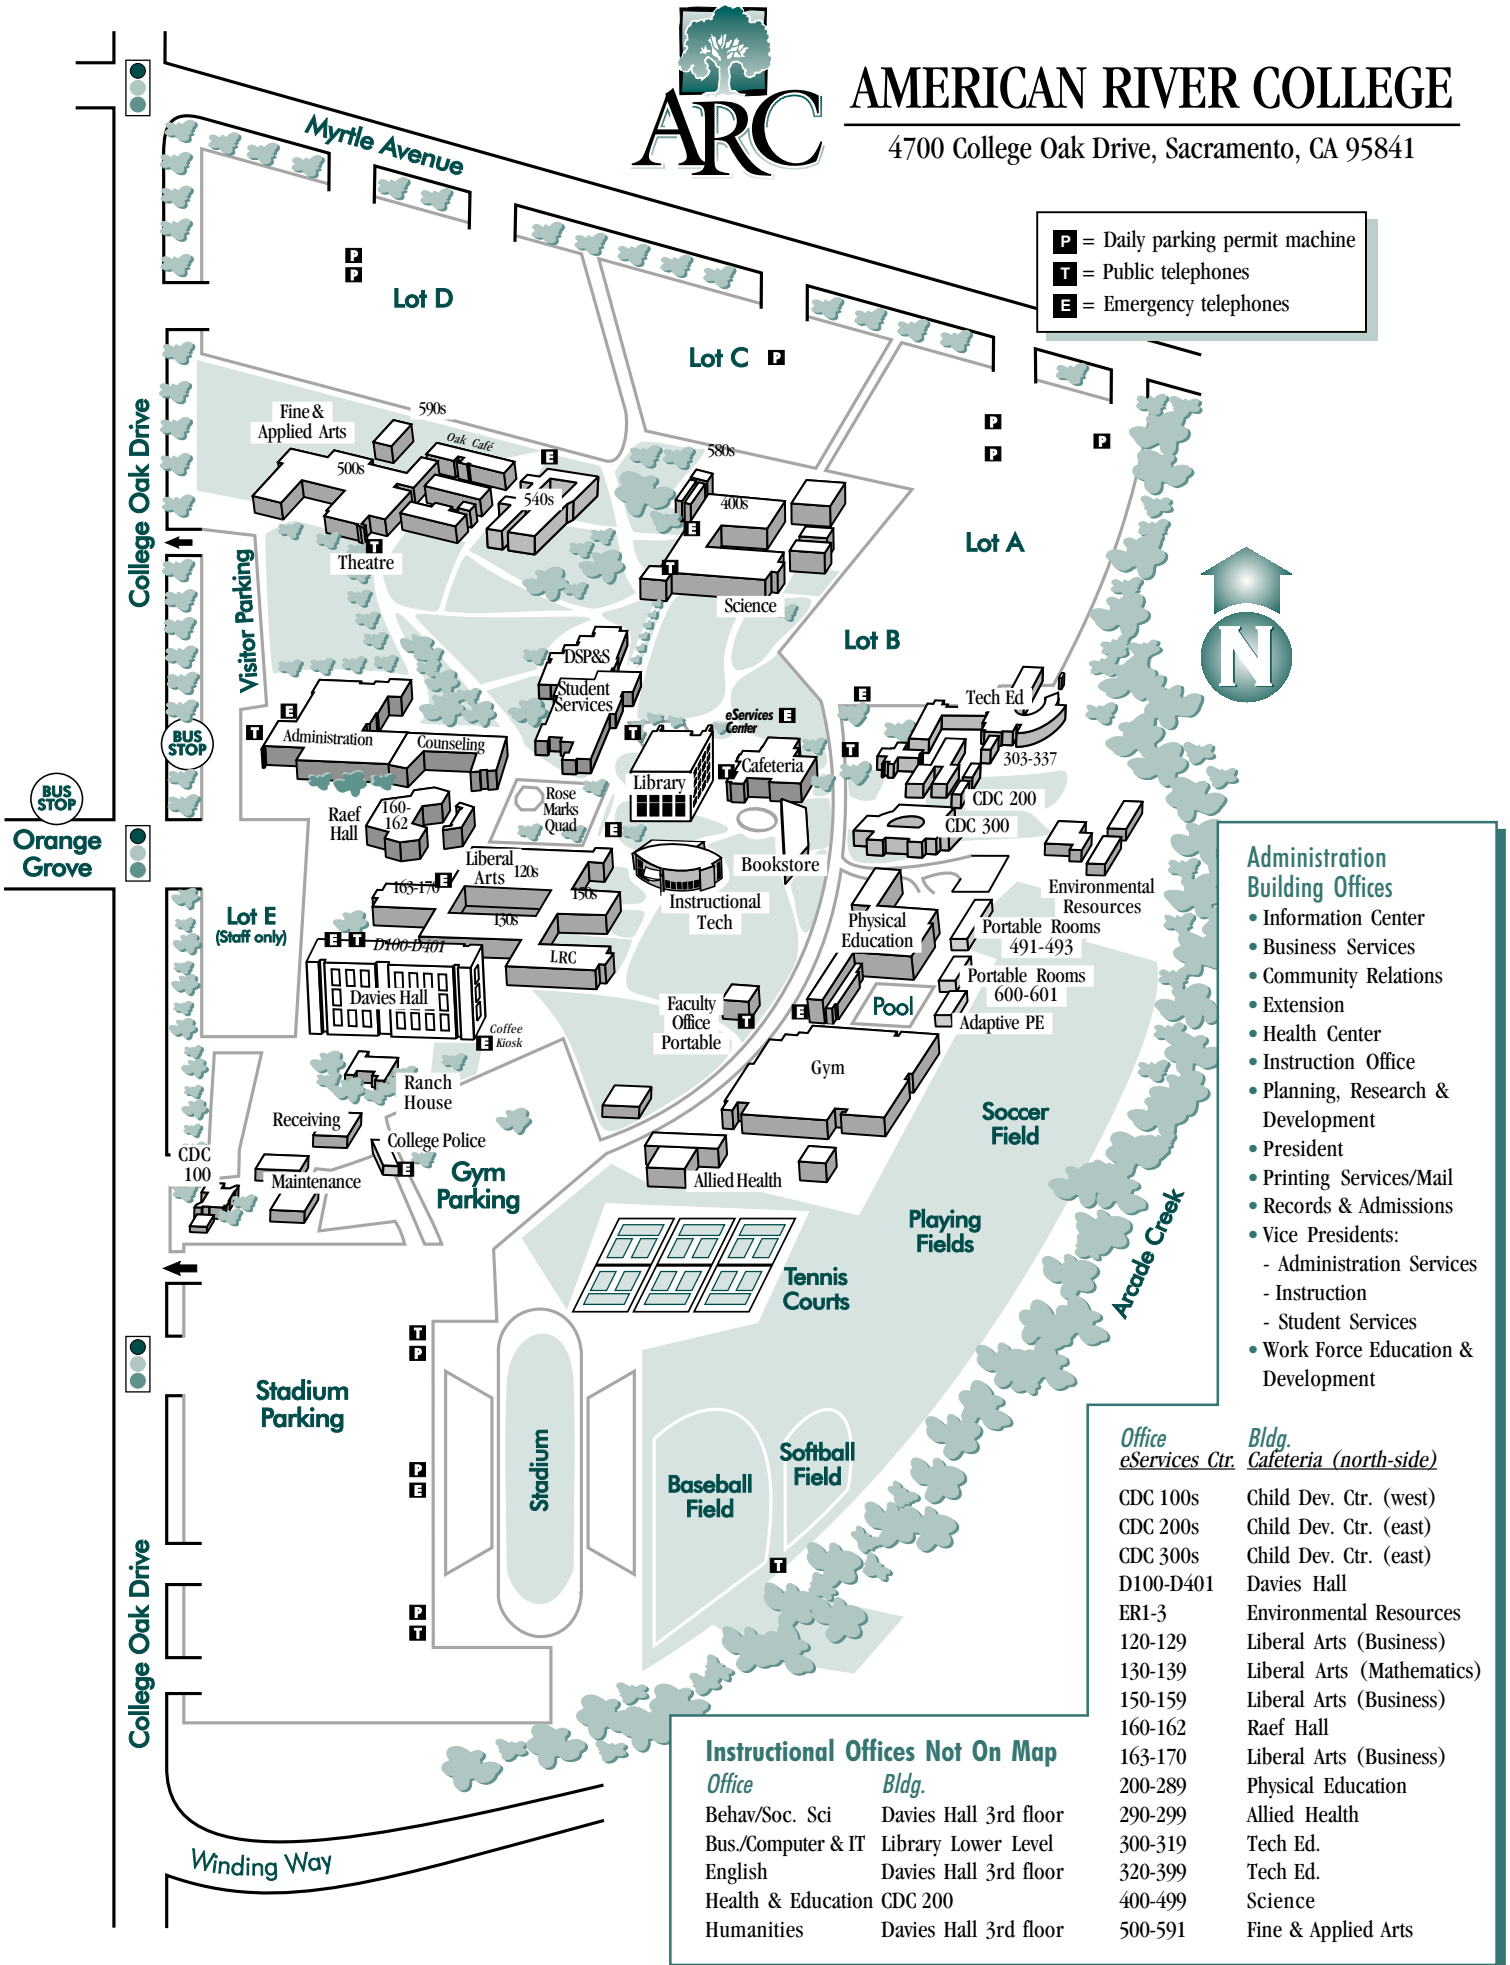 ARC
AMERICAN RIVER COLLEGE
4700 College Oak Drive, Sacramento, CA 95841
P = Daily parking permit machine
T = Public telephones
E = Emergency telephones
Myrtle Avenue
P
P
Lot D
Lot C P
P
P
P
College Oak Drive
Fine &
Applied Arts
590s
Oak Café
500s
E
540s
T
Theatre
580s
400s
E
T
Science
Lot A
Lot B
N
Visitor Parking
DSP&S
Student
Services
E
T
Administration
Counseling
BUS
STOP
BUS
STOP
Orange
Grove
T
eServices
Center
E
T
Cafeteria
Library
E
T
Tech Ed
303-337
CDC 200
CDC 300
Raef
Hall
160-
162
Rose
Marks
Quad
E
Bookstore
Environmental
Resources
Liberal
Arts
120s
163-170
E
150s
130s
LRC
Instructional
Tech
Physical
Education
Portable Rooms
491-493
Portable Rooms
600-601
Adaptive PE
Pool
Lot E
(Staff only)
E
T
D100-D401
Davies Hall
Coffee
Kiosk
E
Faculty
Office
Portable
T
E
Gym
Ranch
House
Receiving
College Police
E
CDC
100
Maintenance
Gym
Parking
Allied Health
Soccer
Field
Playing
Fields
Arcade Creek
Tennis
Courts
T
P
Stadium
Parking
P
E
Stadium
Baseball
Field
Softball
Field
T
P
T
College Oak Drive
Winding Way
Administration
Building Offices
• Information Center
• Business Services
• Community Relations
• Extension
• Health Center
• Instruction Office
• Planning, Research &
Development
• President
• Printing Services/Mail
• Records & Admissions
• Vice Presidents:
- Administration Services
- Instruction
- Student Services
• Work Force Education &
Development
Office Bldg.
eServices Ctr. Cafeteria (north-side)
CDC 100s Child Dev. Ctr. (west)
CDC 200s Child Dev. Ctr. (east)
CDC 300s Child Dev. Ctr. (east)
D100-D401 Davies Hall
ER1-3 Environmental Resources
120-129 Liberal Arts (Business)
130-139 Liberal Arts (Mathematics)
150-159 Liberal Arts (Business)
160-162 Raef Hall
163-170 Liberal Arts (Business)
200-289 Physical Education
290-299 Allied Health
300-319 Tech Ed.
320-399 Tech Ed.
400-499 Science
500-591 Fine & Applied Arts
Instructional Offices Not On Map
Office Bldg.
Behav/Soc. Sci Davies Hall 3rd floor
Bus./Computer & IT Library Lower Level
English Davies Hall 3rd floor
Health & Education CDC 200
Humanities Davies Hall 3rd floor